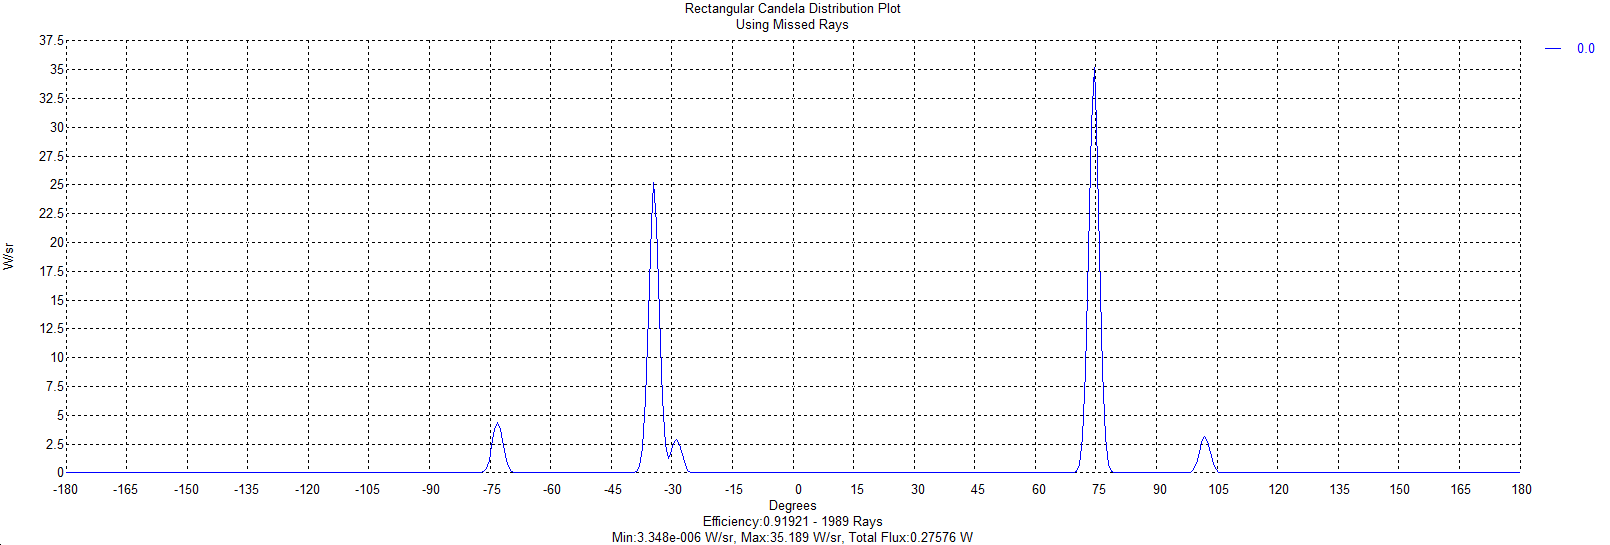 Rectangular Candela Distribution Plot
Using Missed Rays
0.0
37.5
35
32.5
30
27.5
25
22.5
20
17.5
15
12.5
10
7.5
5
2.5
0
W/sr
-180 -165 -150 -135 -120 -105 -90 -75 -60 -45 -30 -15 0 15 30 45 60 75 90 105 120 135 150 165 180
Degrees
Efficiency:0.91921 - 1989 Rays
Min:3.348e-006 W/sr, Max:35.189 W/sr, Total Flux:0.27576 W